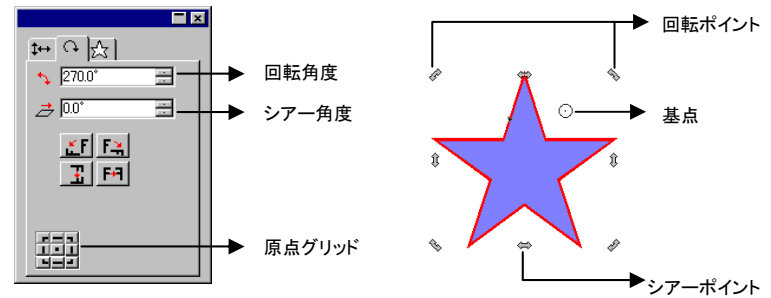 270.0°
0.0°
F F
F F
回転角度
シアー角度
原点グリッド
回転ポイント
基点
シアーポイント